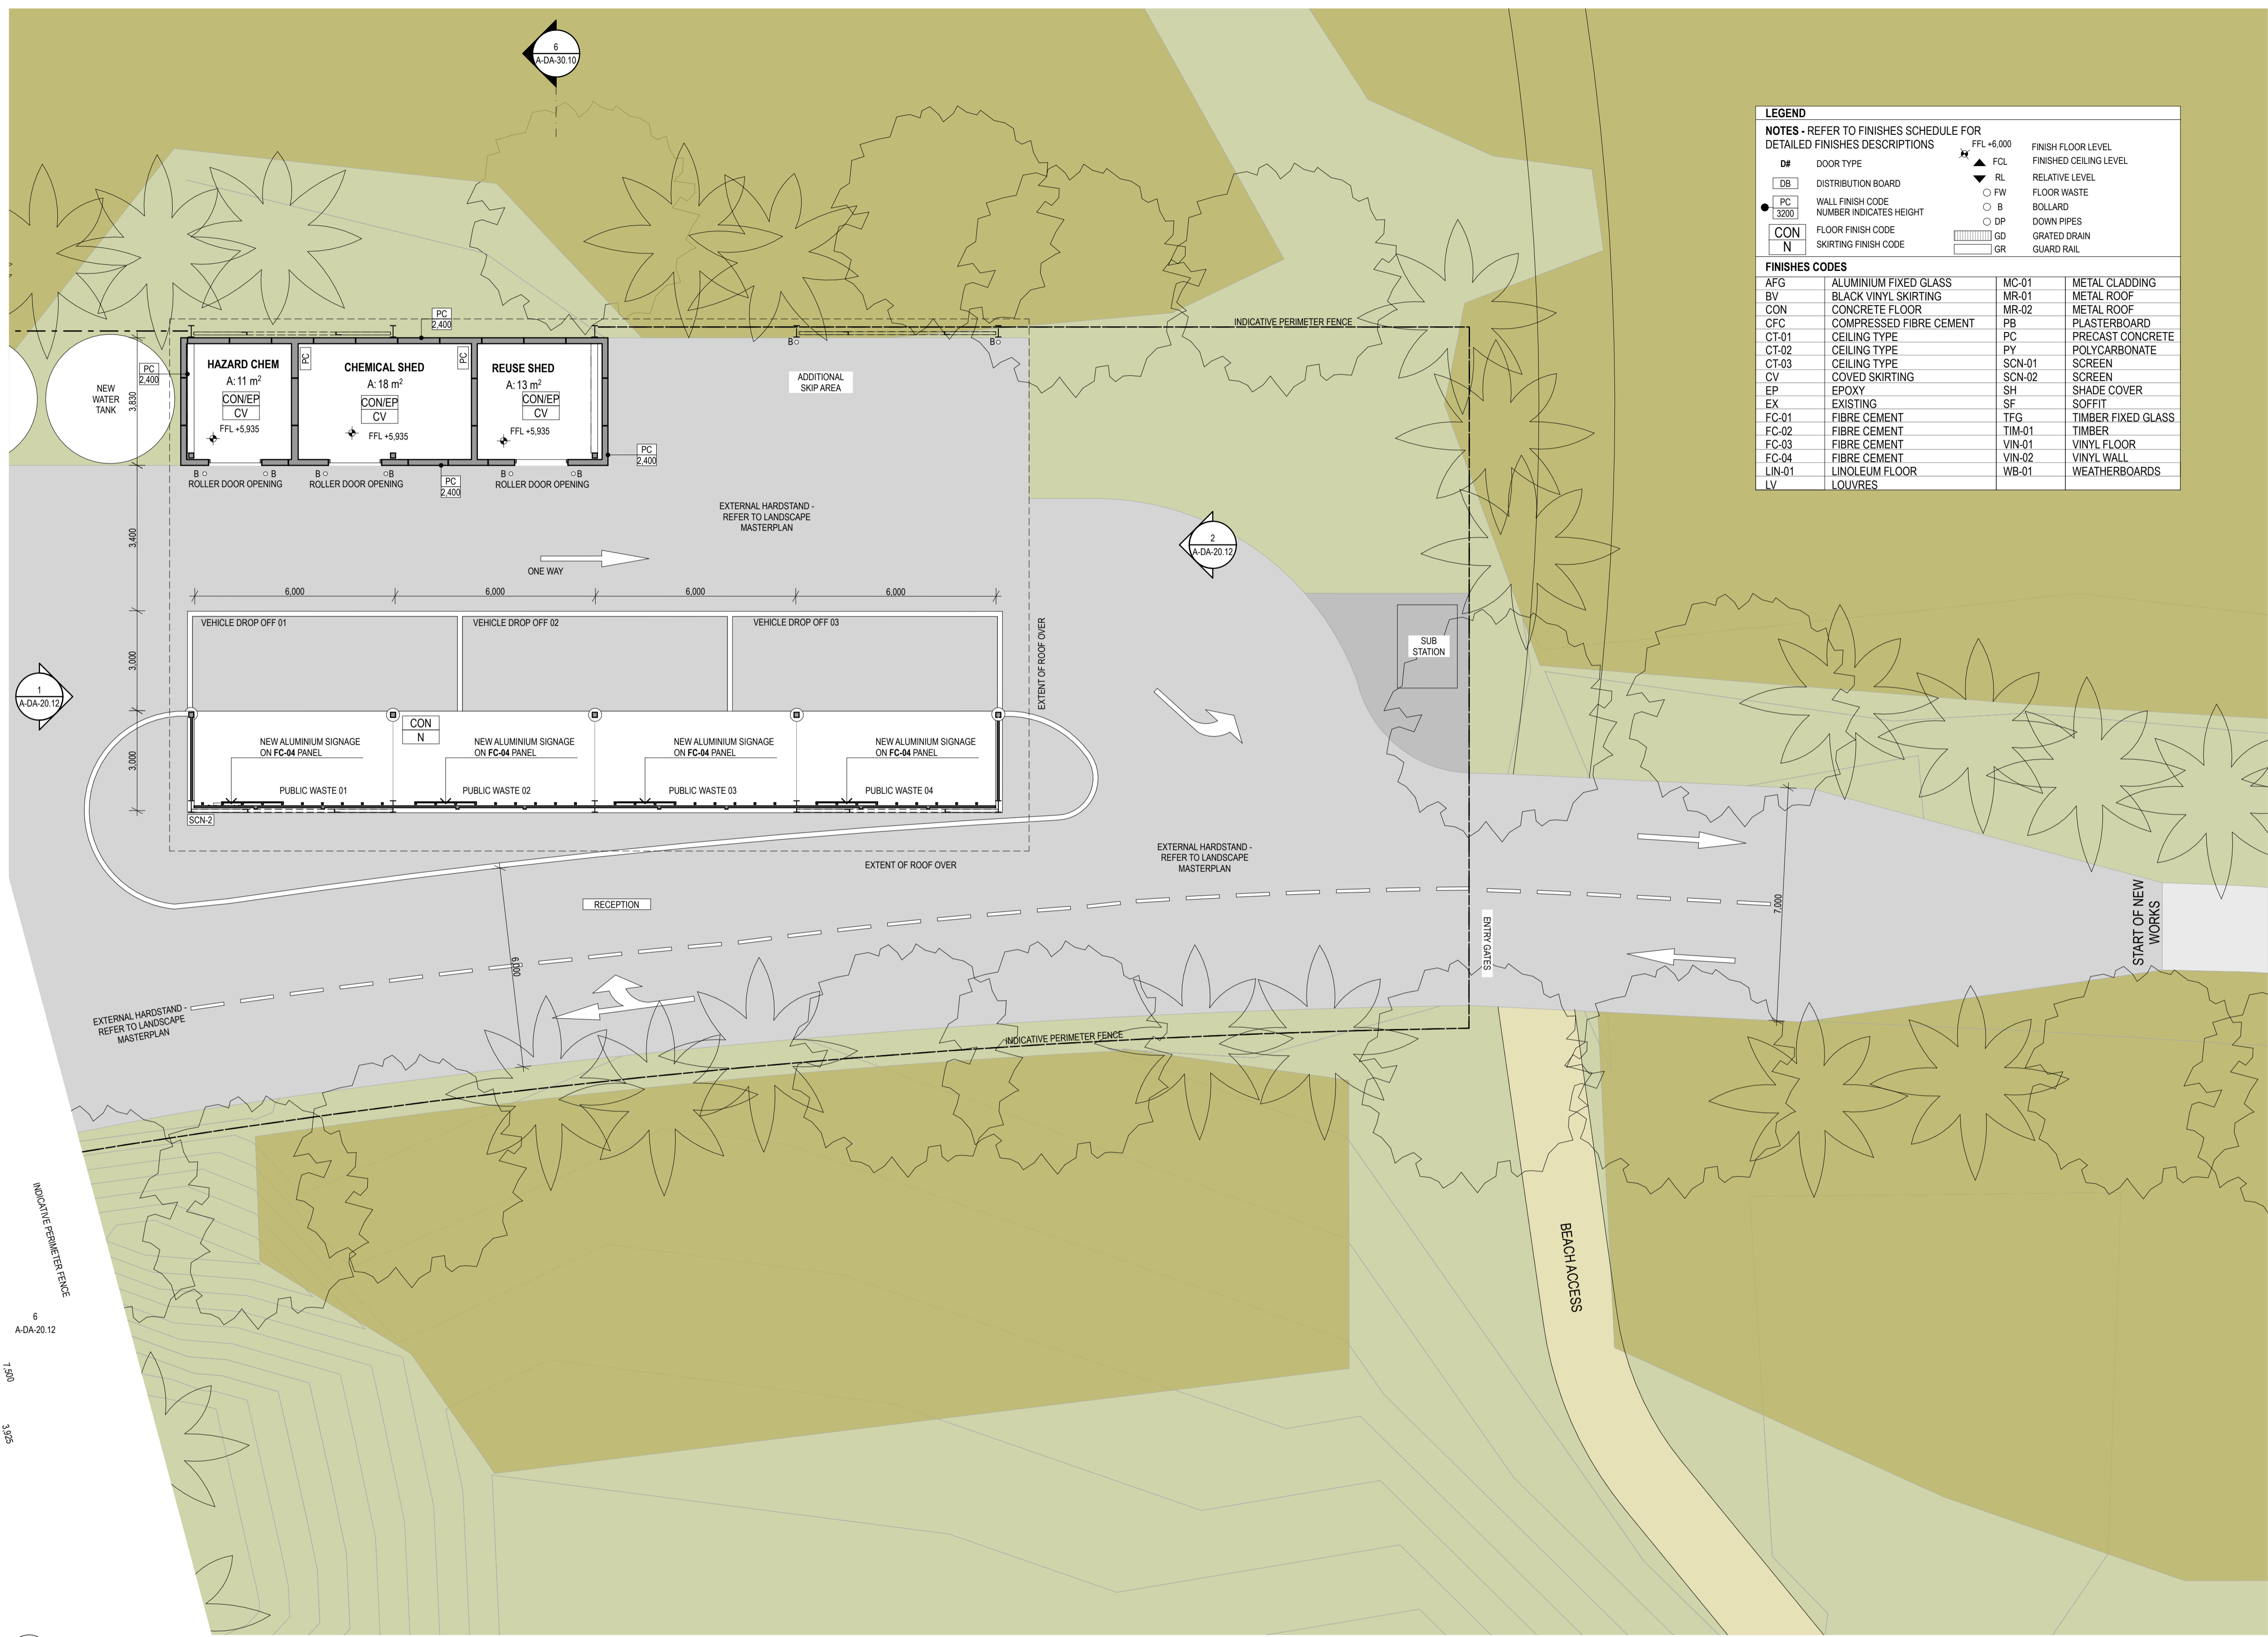 6
A-DA-30.10
LEGEND
NOTES - REFER TO FINISHES SCHEDULE FOR
DETAILED FINISHES DESCRIPTIONS
D# DOOR TYPE
DB DISTRIBUTION BOARD
PC WALL FINISH CODE
3200 NUMBER INDICATES HEIGHT
CON FLOOR FINISH CODE
N SKIRTING FINISH CODE
FFL +6,000 FINISH FLOOR LEVEL
FCL FINISHED CEILING LEVEL
RL RELATIVE LEVEL
FW FLOOR WASTE
B BOLLARD
DP DOWN PIPES
GD GRATED DRAIN
GR GUARD RAIL
FINISHES CODES
AFG ALUMINIUM FIXED GLASS MC-01 METAL CLADDING
BV BLACK VINYL SKIRTING MR-01 METAL ROOF
CON CONCRETE FLOOR MR-02 METAL ROOF
CFC COMPRESSED FIBRE CEMENT PB PLASTERBOARD
CT-01 CEILING TYPE PC PRECAST CONCRETE
CT-02 CEILING TYPE PY POLYCARBONATE
CT-03 CEILING TYPE SCN-01 SCREEN
CV COVED SKIRTING SCN-02 SCREEN
EP EPOXY SH SHADE COVER
EX EXISTING SF SOFFIT
FC-01 FIBRE CEMENT TFG TIMBER FIXED GLASS
FC-02 FIBRE CEMENT TIM-01 TIMBER
FC-03 FIBRE CEMENT VIN-01 VINYL FLOOR
FC-04 FIBRE CEMENT VIN-02 VINYL WALL
LIN-01 LINOLEUM FLOOR WB-01 WEATHERBOARDS
LV LOUVRES
PC
2,400
INDICATIVE PERIMETER FENCE
B
B
NEW
WATER
TANK
3,830
PC
2,400
HAZARD CHEM
A: 11 m²
CON/EP
CV
FFL +5,935
PC
CHEMICAL SHED
A: 18 m²
CON/EP
CV
FFL +5,935
PC
REUSE SHED
A: 13 m²
CON/EP
CV
FFL +5,935
ADDITIONAL
SKIP AREA
PC
2,400
B
B
ROLLER DOOR OPENING
B
B
ROLLER DOOR OPENING
PC
2,400
B
B
ROLLER DOOR OPENING
EXTERNAL HARDSTAND -
REFER TO LANDSCAPE
MASTERPLAN
3,400
ONE WAY
2
A-DA-20.12
6,000
6,000
6,000
6,000
VEHICLE DROP OFF 01
VEHICLE DROP OFF 02
VEHICLE DROP OFF 03
3,000
EXTENT OF ROOF OVER
SUB
STATION
1
A-DA-20.12
CON
N
3,000
NEW ALUMINIUM SIGNAGE
ON FC-04 PANEL
NEW ALUMINIUM SIGNAGE
ON FC-04 PANEL
NEW ALUMINIUM SIGNAGE
ON FC-04 PANEL
NEW ALUMINIUM SIGNAGE
ON FC-04 PANEL
PUBLIC WASTE 01
PUBLIC WASTE 02
PUBLIC WASTE 03
PUBLIC WASTE 04
SCN-2
EXTENT OF ROOF OVER
EXTERNAL HARDSTAND -
REFER TO LANDSCAPE
MASTERPLAN
RECEPTION
6,000
7,000
ENTRY GATES
START OF NEW
WORKS
EXTERNAL HARDSTAND -
REFER TO LANDSCAPE
MASTERPLAN
INDICATIVE PERIMETER FENCE
INDICATIVE PERIMETER FENCE
BEACH ACCESS
6
A-DA-20.12
7,500
3,925